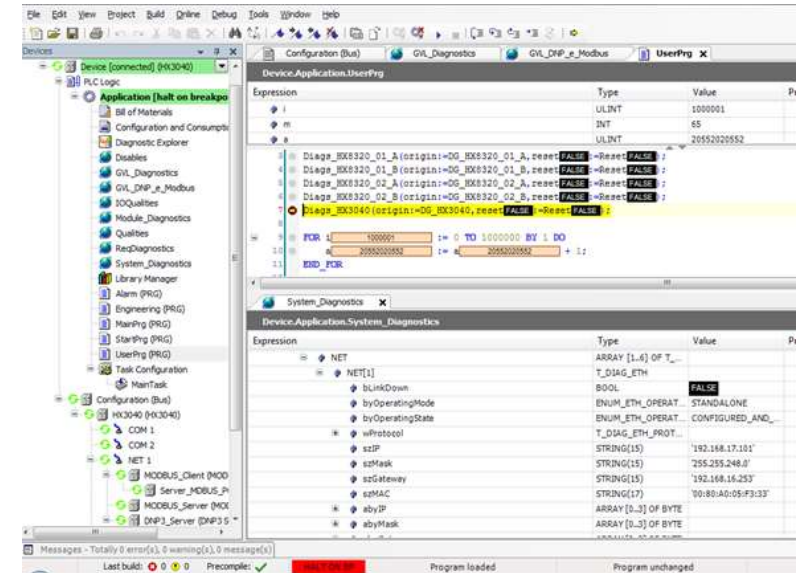 File Edit View Project Build Online Debug Tools Window Help
Devices
Configuration (Bus) GVL_Diagnostics GVL_DNP_e_Modbus UserPrg X
Device [connected] (HX3040)
PLC Logic
Application [halt on breakpo
Bill of Materials
Configuration and Consumpti
Diagnostic Explorer
Disables
GVL_Diagnostics
GVL_DNP_e_Modbus
IOQualities
Module_Diagnostics
Qualities
ReqDiagnostics
System_Diagnostics
Library Manager
Alarm (PRG)
Engineering (PRG)
MainPrg (PRG)
StartPrg (PRG)
UserPrg (PRG)
Task Configuration
MainTask
Configuration (Bus)
HX3040 (HX3040)
COM 1
COM 2
NET 1
MODBUS_Client (MOD
Server_MDBUS_P
MODBUS_Server (MO
DNP3_Server (DNP3 S
Device.Application.UserPrg
Expression Type Value
i ULINT 1000001
m INT 65
a ULINT 20552020552
3 Diags_HX8320_01_A(origin:=DG_HX8320_01_A,reset FALSE :=Reset FALSE );
4 Diags_HX8320_01_B(origin:=DG_HX8320_01_B,reset FALSE :=Reset FALSE );
5 Diags_HX8320_02_A(origin:=DG_HX8320_02_A,reset FALSE :=Reset FALSE );
6 Diags_HX8320_02_B(origin:=DG_HX8320_02_B,reset FALSE :=Reset FALSE );
7 Diags_HX3040(origin:=DG_HX3040,reset FALSE :=Reset FALSE );
8
9 FOR i 1000001 := 0 TO 1000000 BY 1 DO
10 a 20552020552 := a 20552020552 + 1;
11 END_FOR
System_Diagnostics X
Device.Application.System_Diagnostics
Expression Type Value
NET ARRAY [1..6] OF T_...
NET[1] T_DIAG_ETH
bLinkDown BOOL FALSE
byOperatingMode ENUM_ETH_OPERAT... STANDALONE
byOperatingState ENUM_ETH_OPERAT... CONFIGURED_AND_...
wProtocol T_DIAG_ETH_PROT...
szIP STRING(15) '192.168.17.101'
szMask STRING(15) '255.255.248.0'
szGateway STRING(15) '192.168.16.253'
szMAC STRING(17) '00:80:A0:05:F3:33'
abyIP ARRAY [0..3] OF BYTE
abyMask ARRAY [0..3] OF BYTE
Messages - Totally 0 error(s), 0 warning(s), 0 message(s)
Last build: 0 0 Precompile: HALT ON BP Program loaded Program unchanged